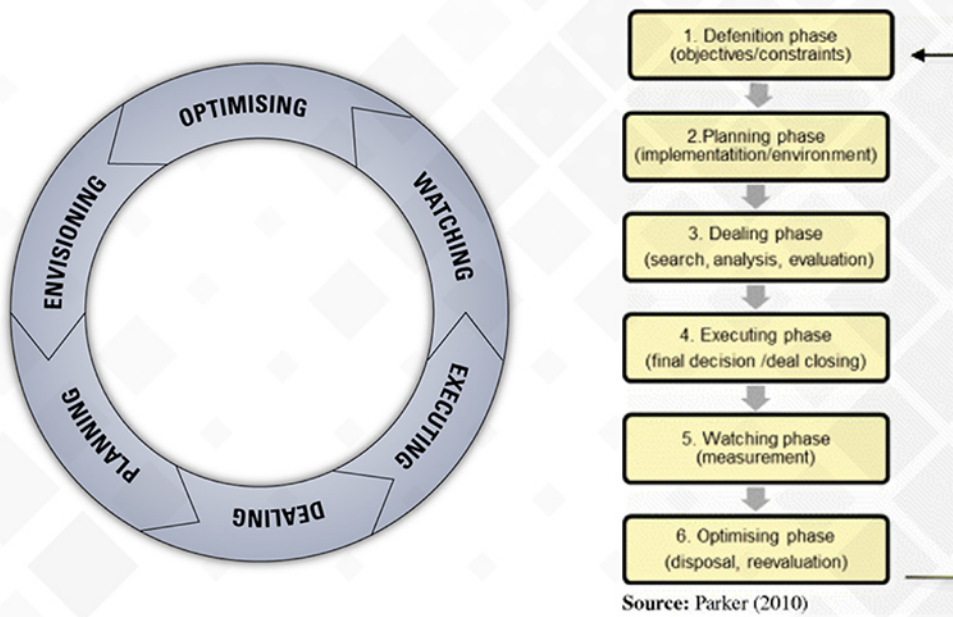 OPTIMISING
WATCHING
EXECUTING
DEALING
PLANNING
ENVISIONING
1. Defenition phase
(objectives/constraints)
2.Planning phase
(implementatition/environment)
3. Dealing phase
(search, analysis, evaluation)
4. Executing phase
(final decision /deal closing)
5. Watching phase
(measurement)
6. Optimising phase
(disposal, reevaluation)
Source: Parker (2010)